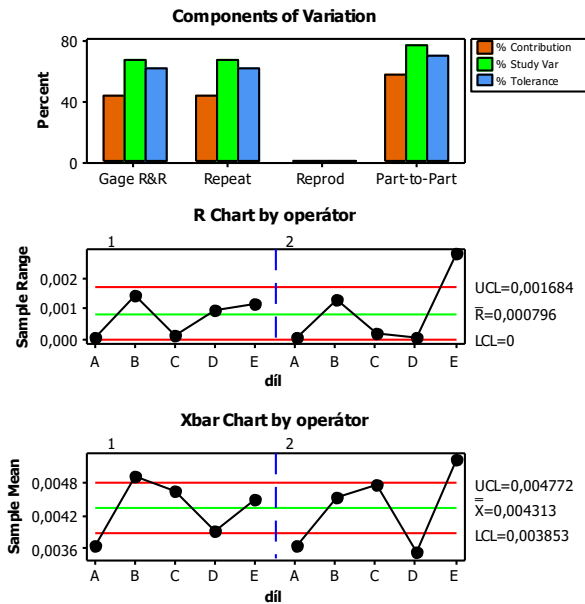 Components of Variation
80
40
0
Percent
Gage R&R Repeat Reprod Part-to-Part
% Contribution
% Study Var
% Tolerance
R Chart by operátor
1 2
Sample Range
0,002
0,001
0,000
A B C D E A B C D E
díl
UCL=0,001684
R̅=0,000796
LCL=0
Xbar Chart by operátor
1 2
Sample Mean
0,0048
0,0042
0,0036
A B C D E A B C D E
díl
UCL=0,004772
X̿=0,004313
LCL=0,003853